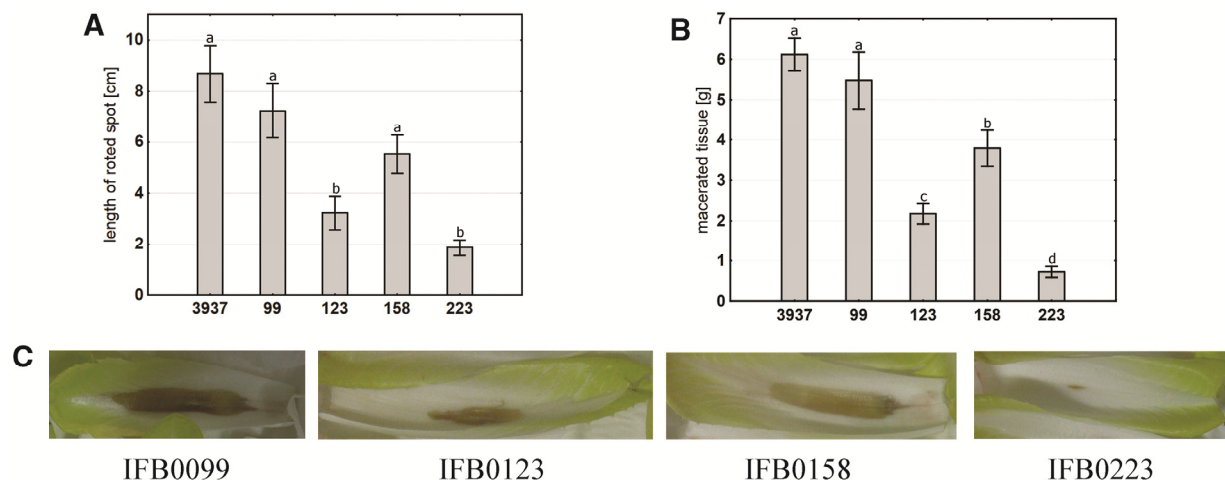 A
length of roted spot [cm]
10
8
6
4
2
0
a
a
b
a
b
3937 99 123 158 223
B
macerated tissue [g]
7
6
5
4
3
2
1
0
a
a
c
b
d
3937 99 123 158 223
C
IFB0099 IFB0123 IFB0158 IFB0223